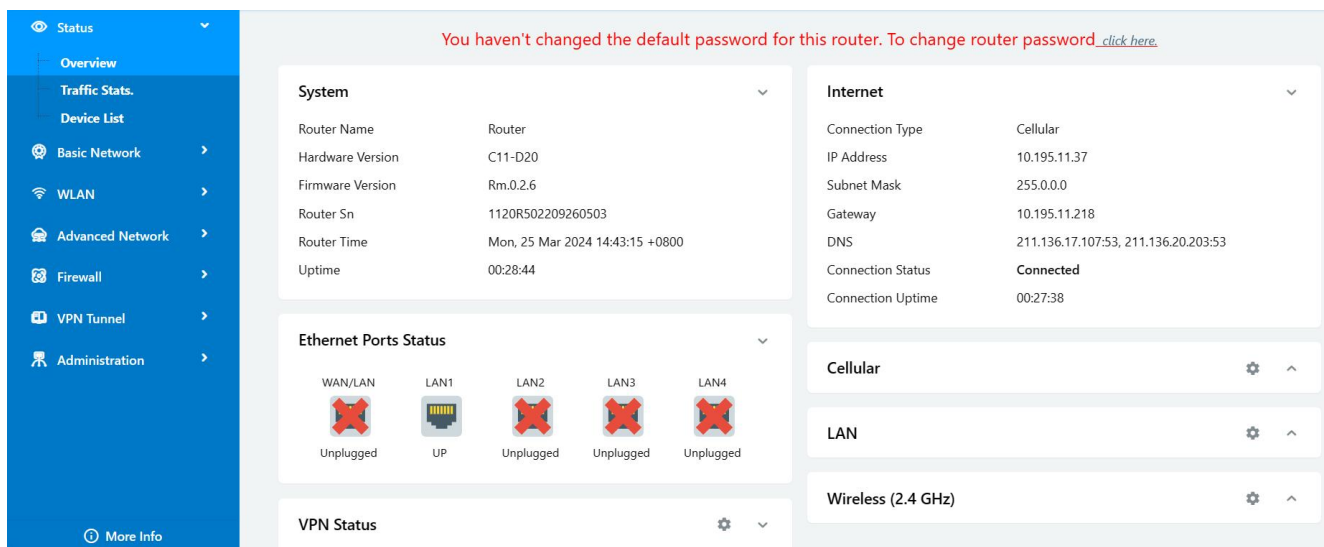 Status
Overview
Traffic Stats.
Device List
Basic Network
WLAN
Advanced Network
Firewall
VPN Tunnel
Administration
More Info
You haven't changed the default password for this router. To change router password click here.
System
Router Name Router
Hardware Version C11-D20
Firmware Version Rm.0.2.6
Router Sn 1120R502209260503
Router Time Mon, 25 Mar 2024 14:43:15 +0800
Uptime 00:28:44
Ethernet Ports Status
WAN/LAN LAN1 LAN2 LAN3 LAN4
Unplugged UP Unplugged Unplugged Unplugged
VPN Status
Internet
Connection Type Cellular
IP Address 10.195.11.37
Subnet Mask 255.0.0.0
Gateway 10.195.11.218
DNS 211.136.17.107:53, 211.136.20.203:53
Connection Status Connected
Connection Uptime 00:27:38
Cellular
LAN
Wireless (2.4 GHz)